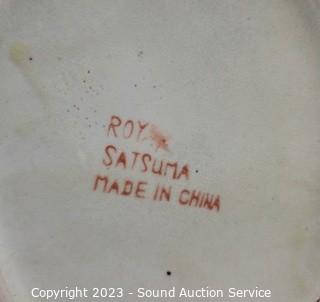 ROY
SATSUMA
MADE IN CHINA
Copyright 2023 - Sound Auction Service